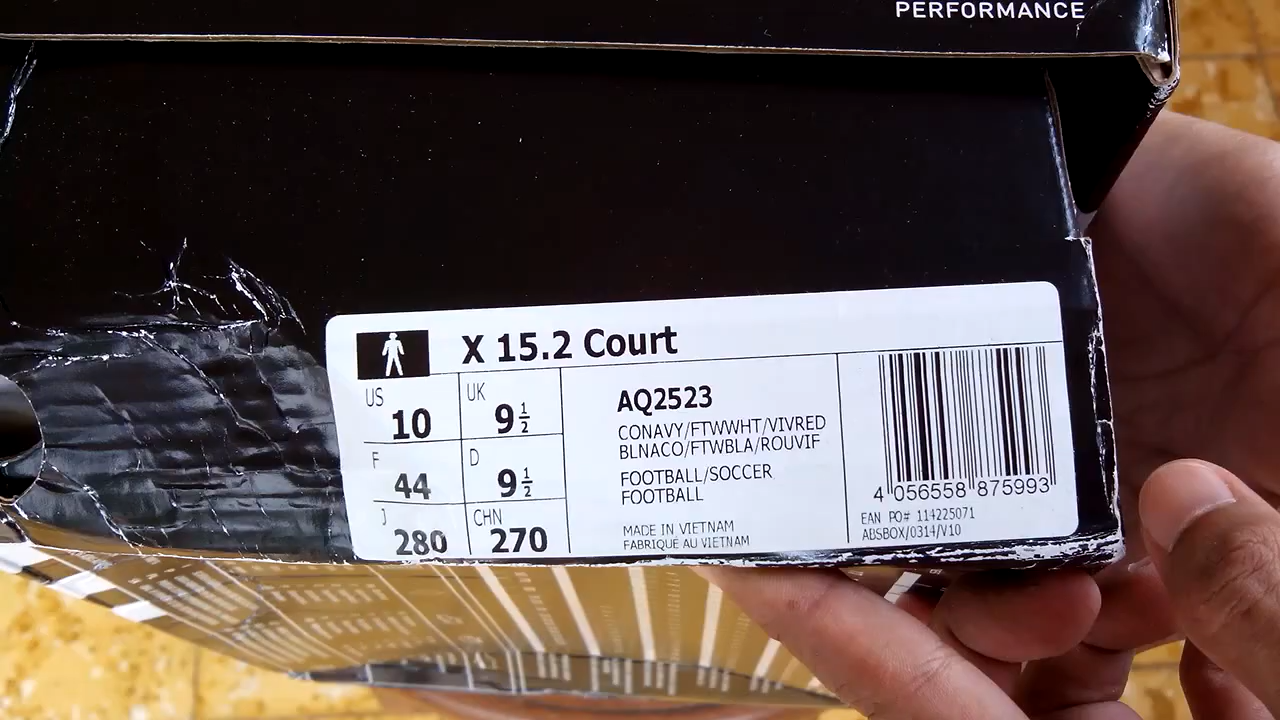 PERFORMANCE
X 15.2 Court
US 10
UK 9 1/2
F 44
D 9 1/2
J 280
CHN 270
AQ2523
CONAVY/FTWWHT/VIVRED
BLNACO/FTWBLA/ROUVIF
FOOTBALL/SOCCER
FOOTBALL
MADE IN VIETNAM
FABRIQUÉ AU VIETNAM
4 056558 875993
EAN PO# 114225071
ABSBOX/0314/V10